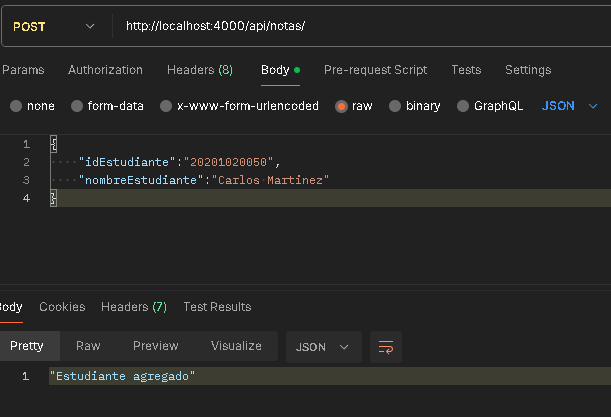 POST http://localhost:4000/api/notas/
Params Authorization Headers (8) Body Pre-request Script Tests Settings
none form-data x-www-form-urlencoded raw binary GraphQL JSON
1 {
2 "idEstudiante":"20201020050",
3 "nombreEstudiante":"Carlos Martinez"
4 }
Body Cookies Headers (7) Test Results
Pretty Raw Preview Visualize JSON
1 "Estudiante agregado"